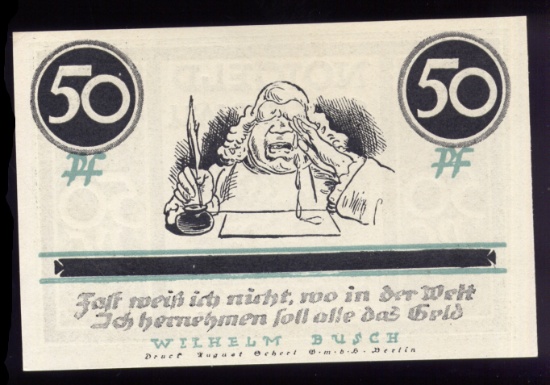 50 50
Pf Pf
Fast weiß ich nicht, wo in der Welt
Ich hernehmen soll alle das Geld
WILHELM BUSCH
Druck August Scherl G-m-b-H-Berlin